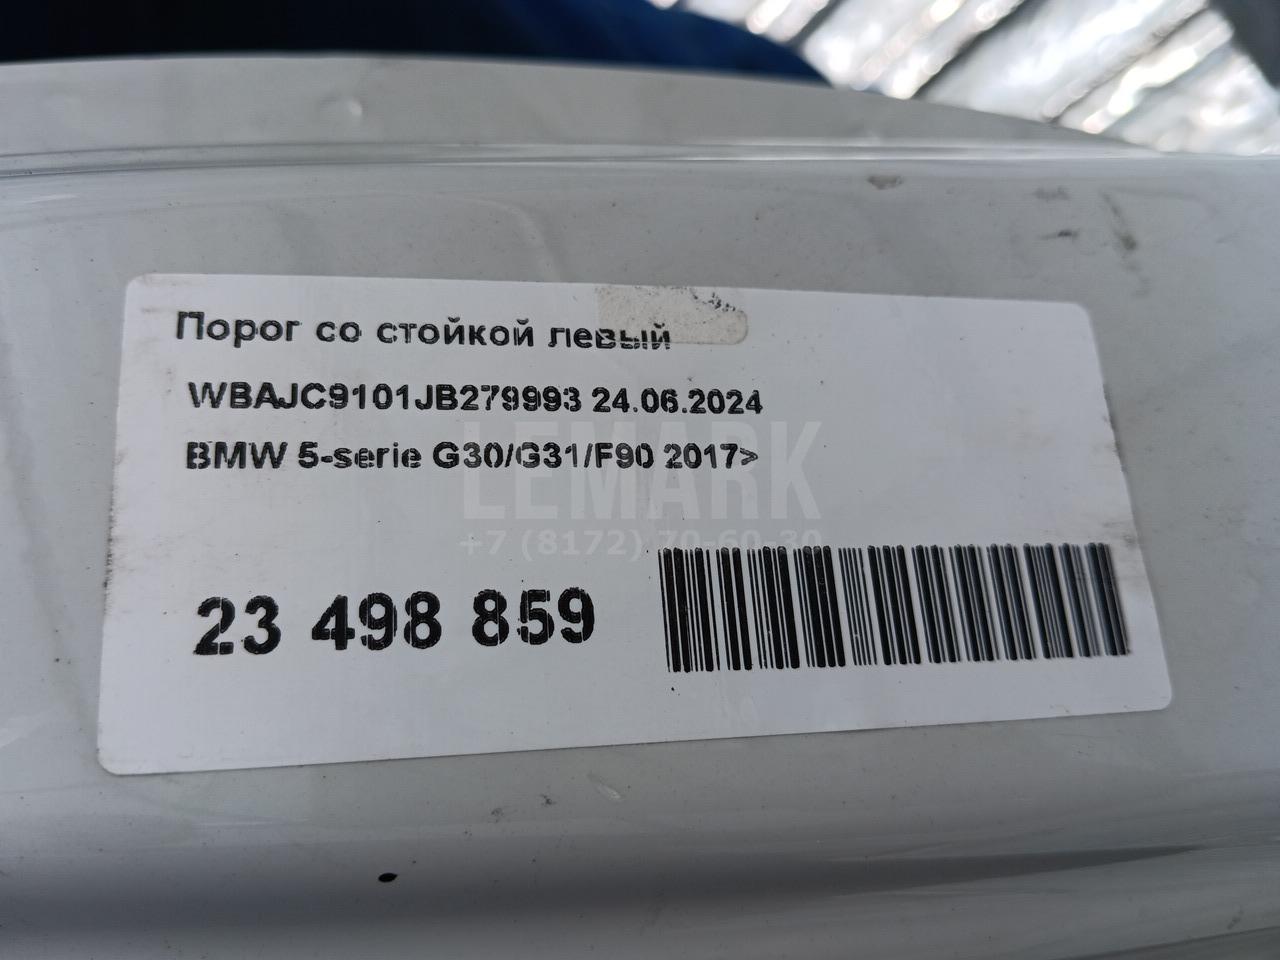 Порог со стойкой левый
WBAJC9101JB279993 24.06.2024
BMW 5-serie G30/G31/F90 2017>
LEMARK
+7 (8172) 70-60-30
23 498 859